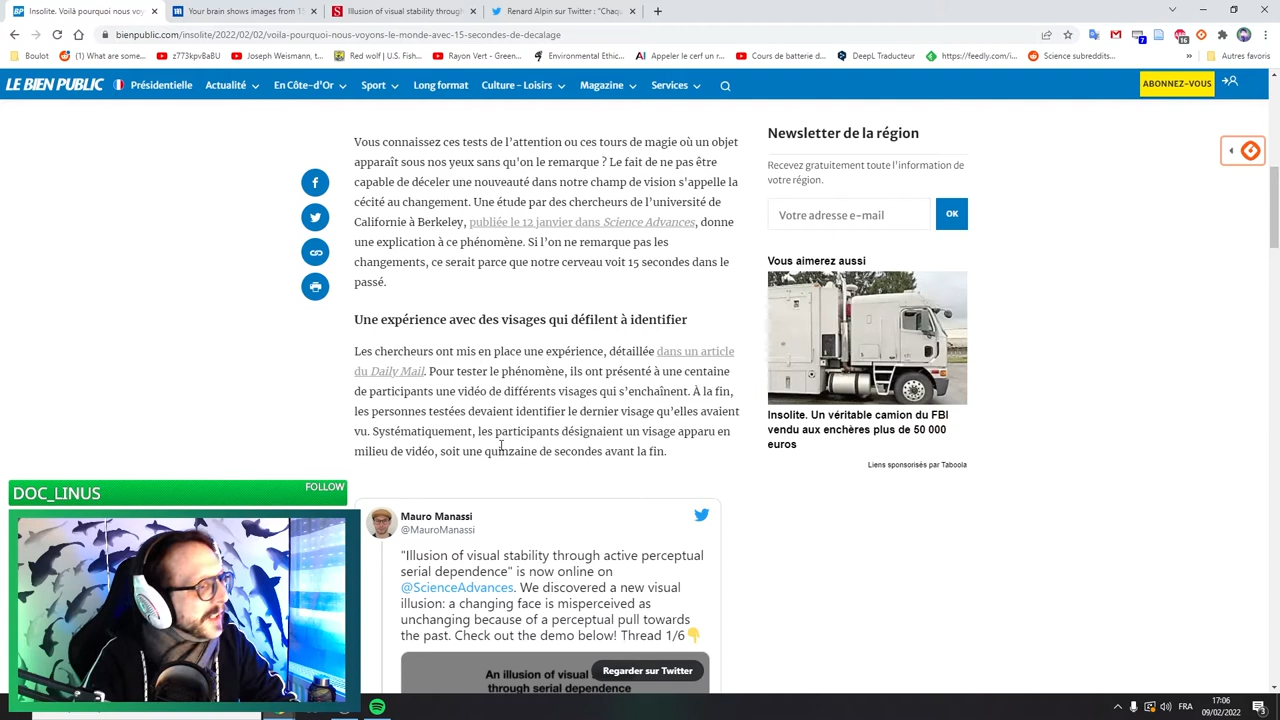 Insolite. Voilà pourquoi nous voyo
Your brain shows images from 1
Illusion of stability through activ
Renard Alpin sur Twitter : "Chaqu
bienpublic.com/insolite/2022/02/02/voila-pourquoi-nous-voyons-le-monde-avec-15-secondes-de-decalage
Boulot
(1) What are some...
z773kpvBaBU
Joseph Weismann, t...
Red wolf | U.S. Fish...
Rayon Vert - Green...
Environmental Ethic...
Appeler le cerf un r...
Cours de batterie d...
DeepL Traducteur
https://feedly.com/i...
Science subreddits...
»
Autres favoris
LE BIEN PUBLIC
Présidentielle
Actualité
En Côte-d'Or
Sport
Long format
Culture - Loisirs
Magazine
Services
ABONNEZ-VOUS
Vous connaissez ces tests de l’attention ou ces tours de magie où un objet
apparaît sous nos yeux sans qu'on le remarque ? Le fait de ne pas être
capable de déceler une nouveauté dans notre champ de vision s'appelle la
cécité au changement. Une étude par des chercheurs de l’université de
Californie à Berkeley, publiée le 12 janvier dans Science Advances, donne
une explication à ce phénomène. Si l’on ne remarque pas les
changements, ce serait parce que notre cerveau voit 15 secondes dans le
passé.
Une expérience avec des visages qui défilent à identifier
Les chercheurs ont mis en place une expérience, détaillée dans un article
du Daily Mail. Pour tester le phénomène, ils ont présenté à une centaine
de participants une vidéo de différents visages qui s’enchaînent. À la fin,
les personnes testées devaient identifier le dernier visage qu’elles avaient
vu. Systématiquement, les participants désignaient un visage apparu en
milieu de vidéo, soit une quinzaine de secondes avant la fin.
Newsletter de la région
Recevez gratuitement toute l'information de
votre région.
Votre adresse e-mail
OK
Vous aimerez aussi
Insolite. Un véritable camion du FBI
vendu aux enchères plus de 50 000
euros
Liens sponsorisés par Taboola
DOC_LINUS
FOLLOW
Mauro Manassi
@MauroManassi
"Illusion of visual stability through active perceptual
serial dependence" is now online on
@ScienceAdvances. We discovered a new visual
illusion: a changing face is misperceived as
unchanging because of a perceptual pull towards
the past. Check out the demo below! Thread 1/6
An illusion of visual
through serial dependence
Regarder sur Twitter
FR
17:06
09/02/2022